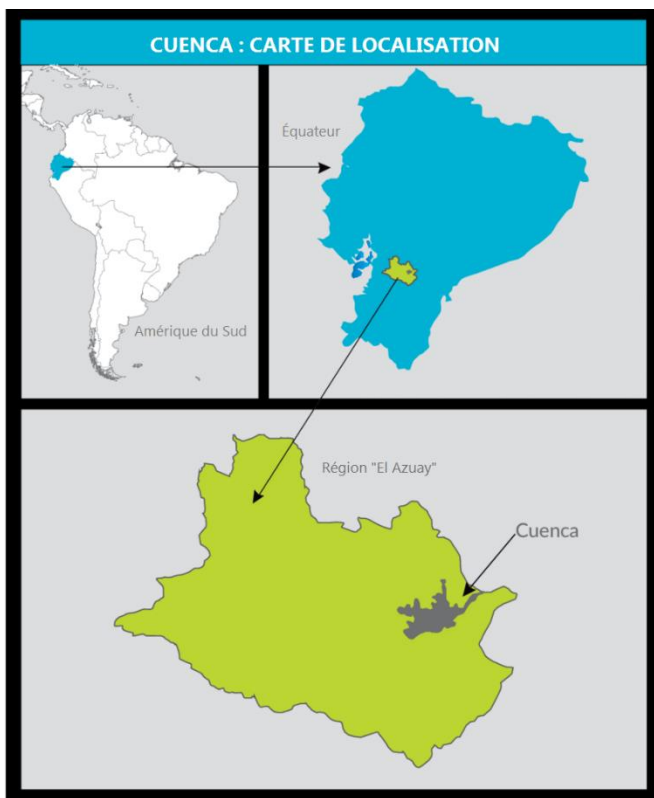 CUENCA : CARTE DE LOCALISATION
Équateur
Amérique du Sud
Région "El Azuay"
Cuenca